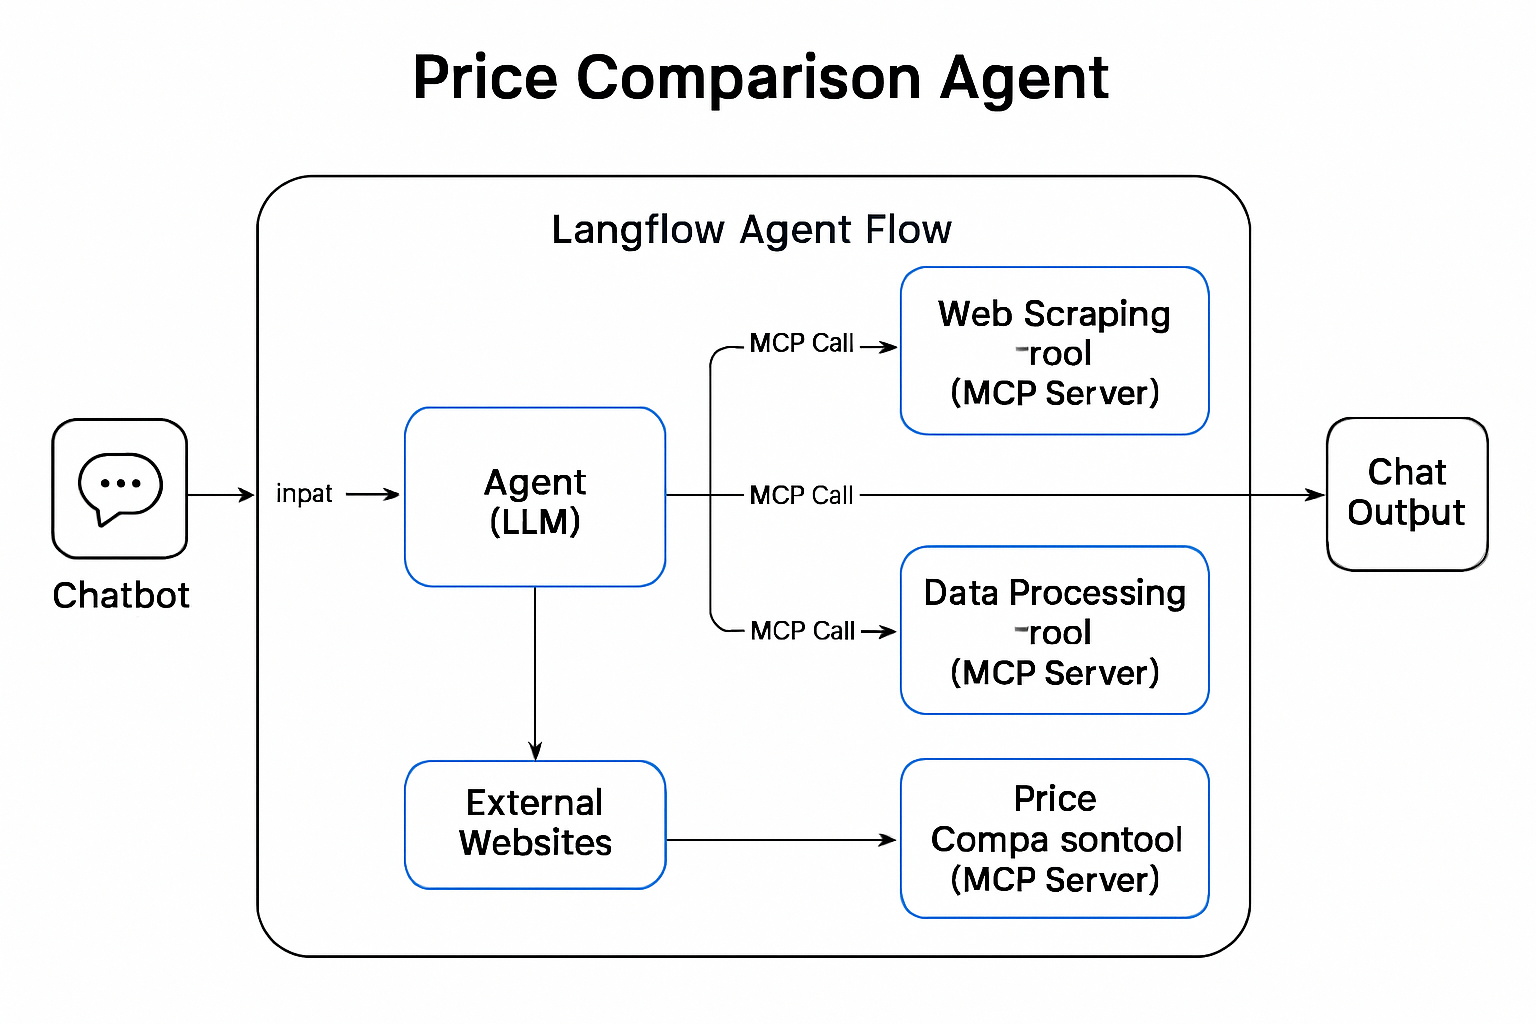 Price Comparison Agent
Langflow Agent Flow
Chatbot
inpat
Agent
(LLM)
MCP Call
Web Scraping
rool
(MCP Server)
MCP Call
Chat
Output
MCP Call
Data Processing
rool
(MCP Server)
External
Websites
Price
Compa sontool
(MCP Server)